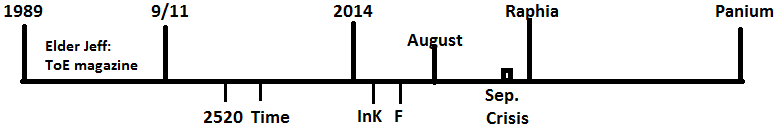 1989 9/11 2014 Raphia Panium
Elder Jeff:
ToE magazine
August
2520 Time InK F Sep.
Crisis